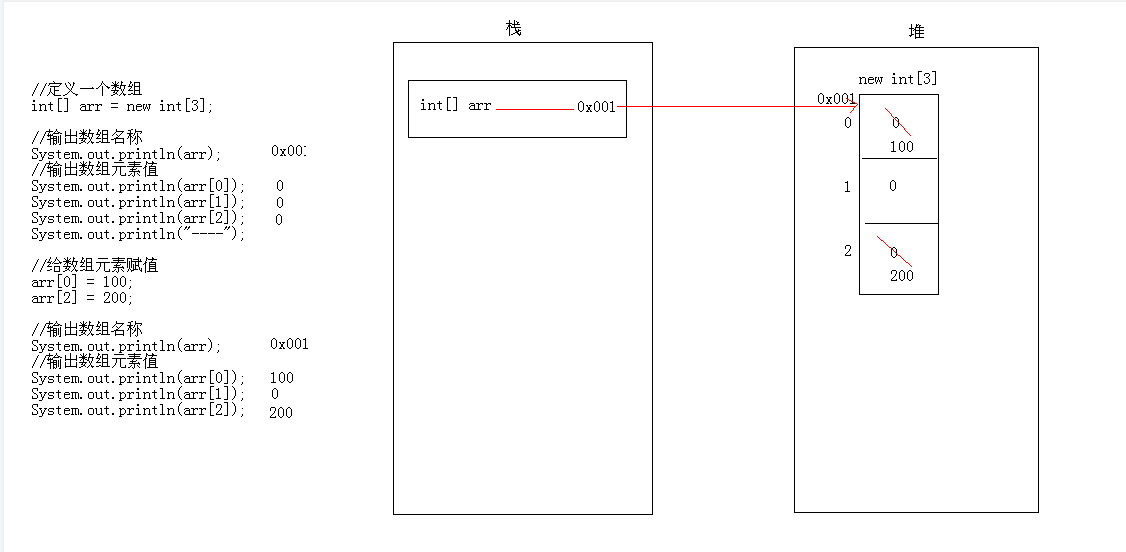 //定义一个数组
int[] arr = new int[3];
//输出数组名称
System.out.println(arr); 0x001
//输出数组元素值
System.out.println(arr[0]); 0
System.out.println(arr[1]); 0
System.out.println(arr[2]); 0
System.out.println("----");
//给数组元素赋值
arr[0] = 100;
arr[2] = 200;
//输出数组名称
System.out.println(arr); 0x001
//输出数组元素值
System.out.println(arr[0]); 100
System.out.println(arr[1]); 0
System.out.println(arr[2]); 200
栈
int[] arr 0x001
堆
new int[3]
0x001
0 0
100
1 0
2 0
200